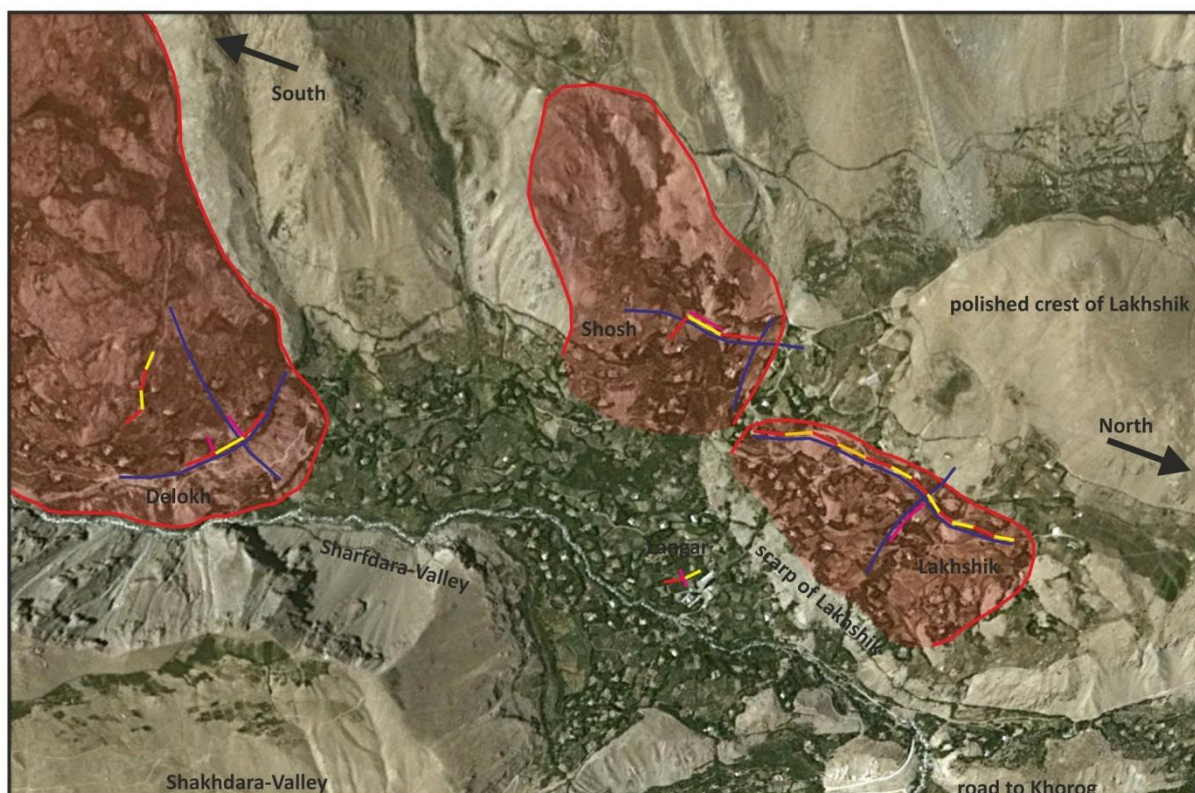 South
Shosh
polished crest of Lakhshik
North
Delokh
Sharfdara-Valley
Langar
scarp of Lakhshik
Lakhshik
Shakhdara-Valley
road to Khorog